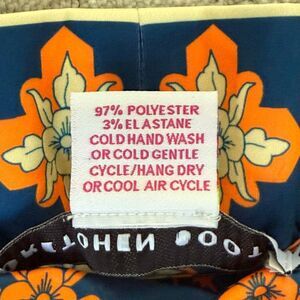 97% POLYESTER
3% ELASTANE
COLD HAND WASH
OR COLD GENTLE
CYCLE/HANG DRY
OR COOL AIR CYCLE